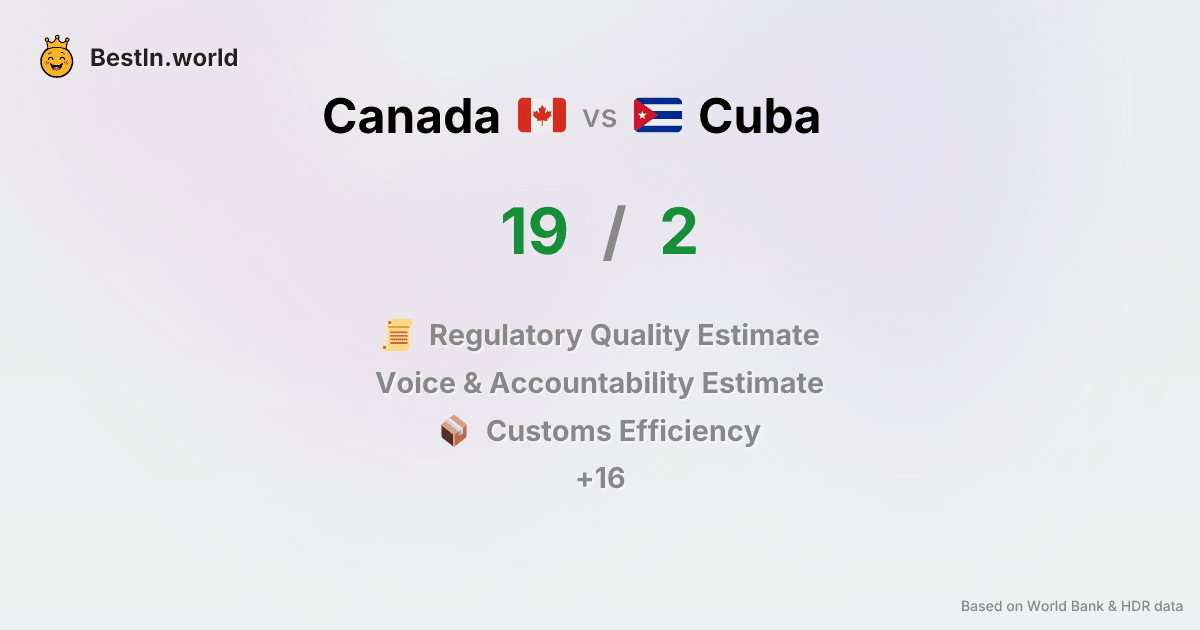 BestIn.world
Canada vs Cuba
19 / 2
Regulatory Quality Estimate
Voice & Accountability Estimate
Customs Efficiency
+16
Based on World Bank & HDR data